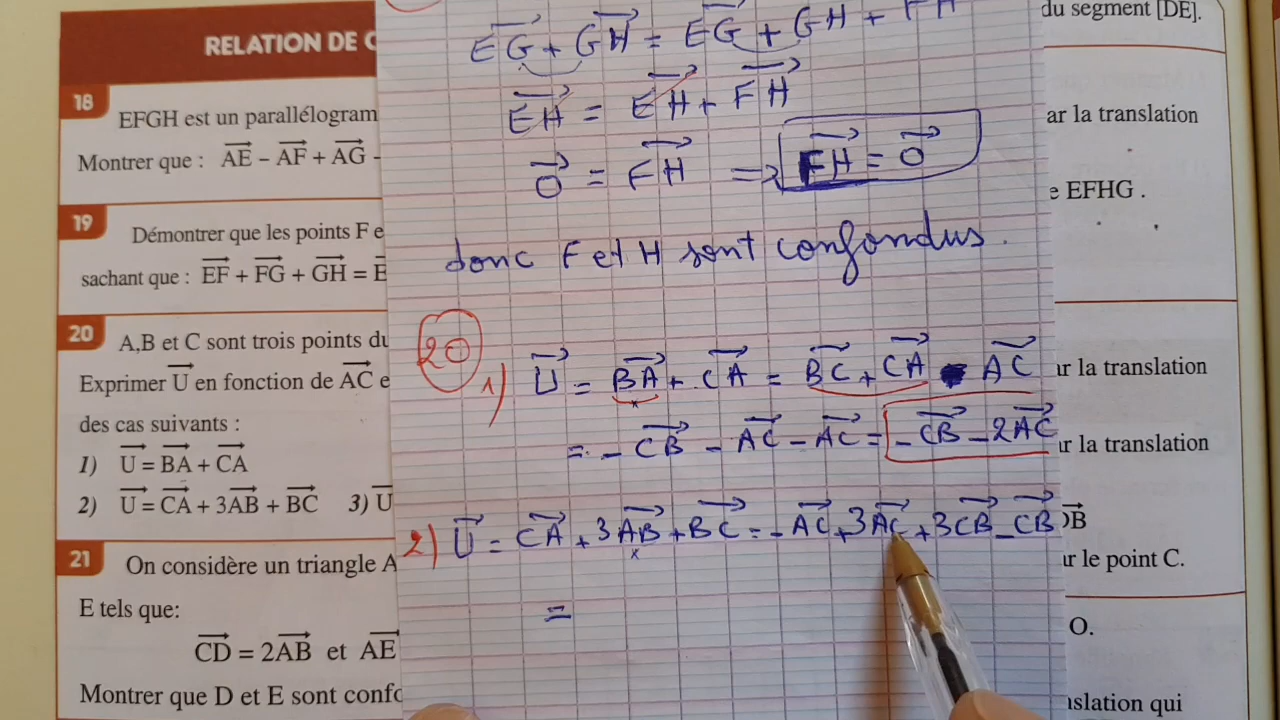 RELATION DE
18
EFGH est un
Montrer que : AE⃗ − AF⃗ + AG⃗ -
19
Démontrer que les points F e
sachant que : EF⃗ + FG⃗ + GH⃗ =
20
A,B et C sont trois points du
Exprimer U⃗ en fonction de AC⃗ e
des cas suivants :
1) U⃗ = BA⃗ + CA⃗
2) U⃗ = CA⃗ + 3AB⃗ + BC⃗ 3) U⃗
21
On considère un triangle A
E tels que:
CD⃗ = 2AB⃗ et AE⃗
Montrer que D et E sont
EG⃗ + GH⃗ = EG⃗ + GH + FH
EH⃗ = EH⃗ + FH⃗
0⃗ = FH⃗ => FH⃗ = 0⃗
donc F et H sont confondus.
20
1) U⃗ = BA⃗ + CA⃗ = BC⃗ + CA⃗ - AC⃗
= - CB⃗ - AC⃗ - AC⃗ = - CB⃗ - 2AC⃗
2) U⃗ = CA⃗ + 3AB⃗ + BC⃗ = - AC⃗ + 3AC⃗ + 3CB⃗ - CB⃗
=
du segment [DE].
ar la translation
e EFHG .
ar la translation
ar la translation
OB⃗
ar le point C.
O.
nslation qui